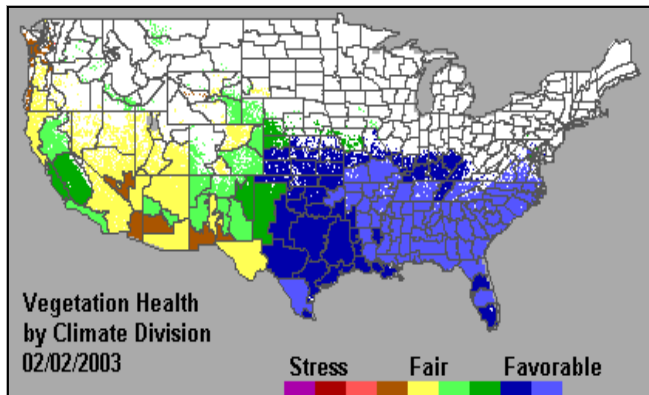 Vegetation Health
by Climate Division
02/02/2003
Stress Fair Favorable